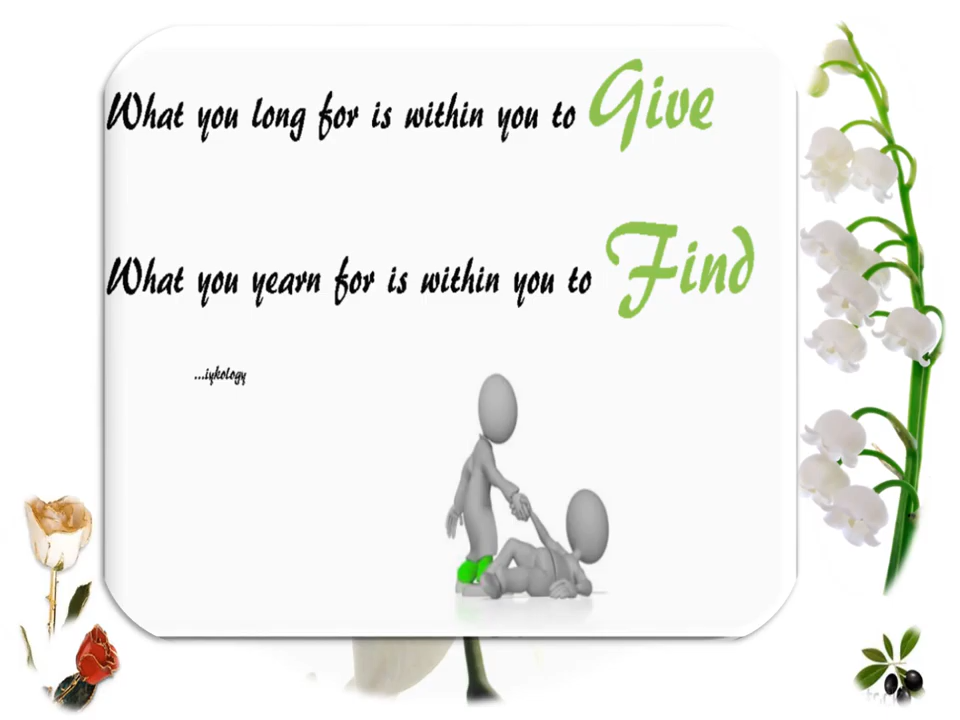 What you long for is within you to Give
What you yearn for is within you to Find
...iykology